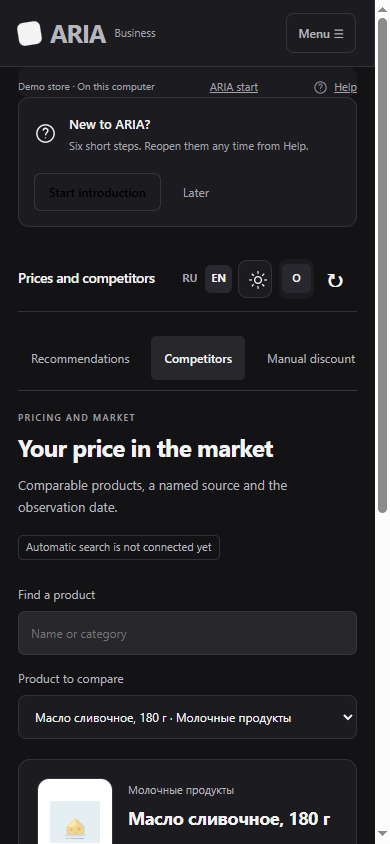 ARIA Business
Menu ☰
Demo store · On this computer ARIA start Help
New to ARIA?
Six short steps. Reopen them any time from Help.
Start introduction Later
Prices and competitors RU EN O
Recommendations Competitors Manual discount
PRICING AND MARKET
Your price in the market
Comparable products, a named source and the
observation date.
Automatic search is not connected yet
Find a product
Name or category
Product to compare
Масло сливочное, 180 г · Молочные продукты
Молочные продукты
Масло сливочное, 180 г